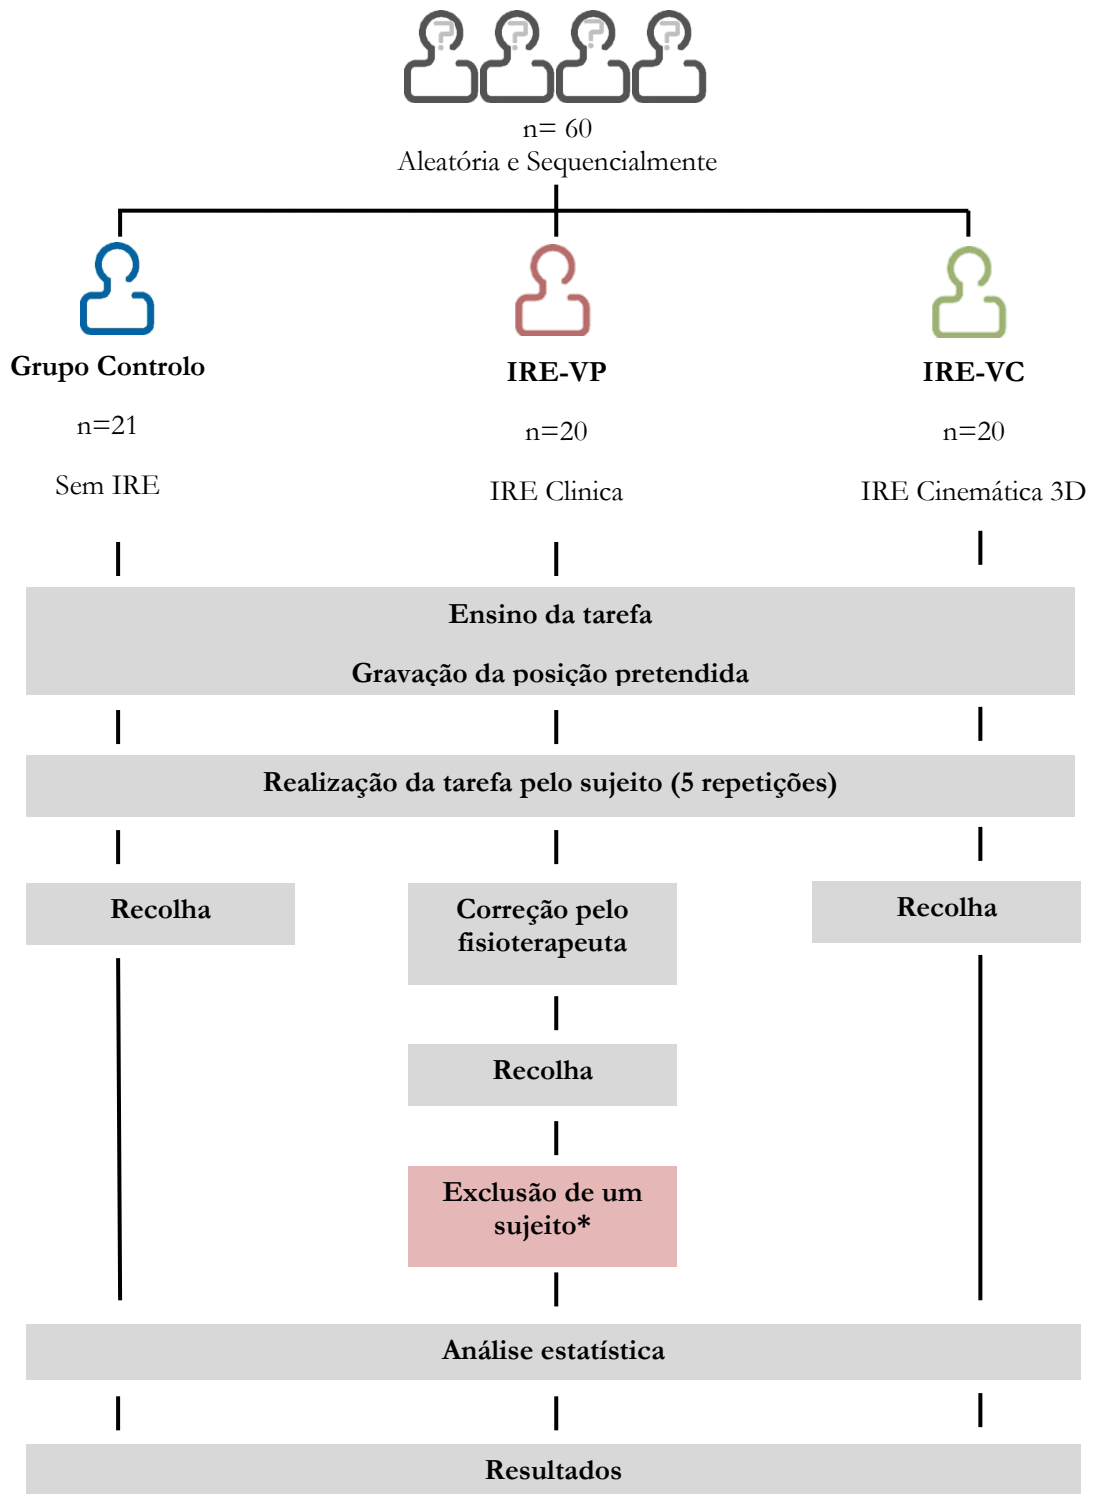 ? ? ? ?
n= 60
Aleatória e Sequencialmente
Grupo Controlo
n=21
Sem IRE
IRE-VP
n=20
IRE Clinica
IRE-VC
n=20
IRE Cinemática 3D
Ensino da tarefa
Gravação da posição pretendida
Realização da tarefa pelo sujeito (5 repetições)
Recolha
Correção pelo
fisioterapeuta
Recolha
Recolha
Exclusão de um
sujeito*
Análise estatística
Resultados